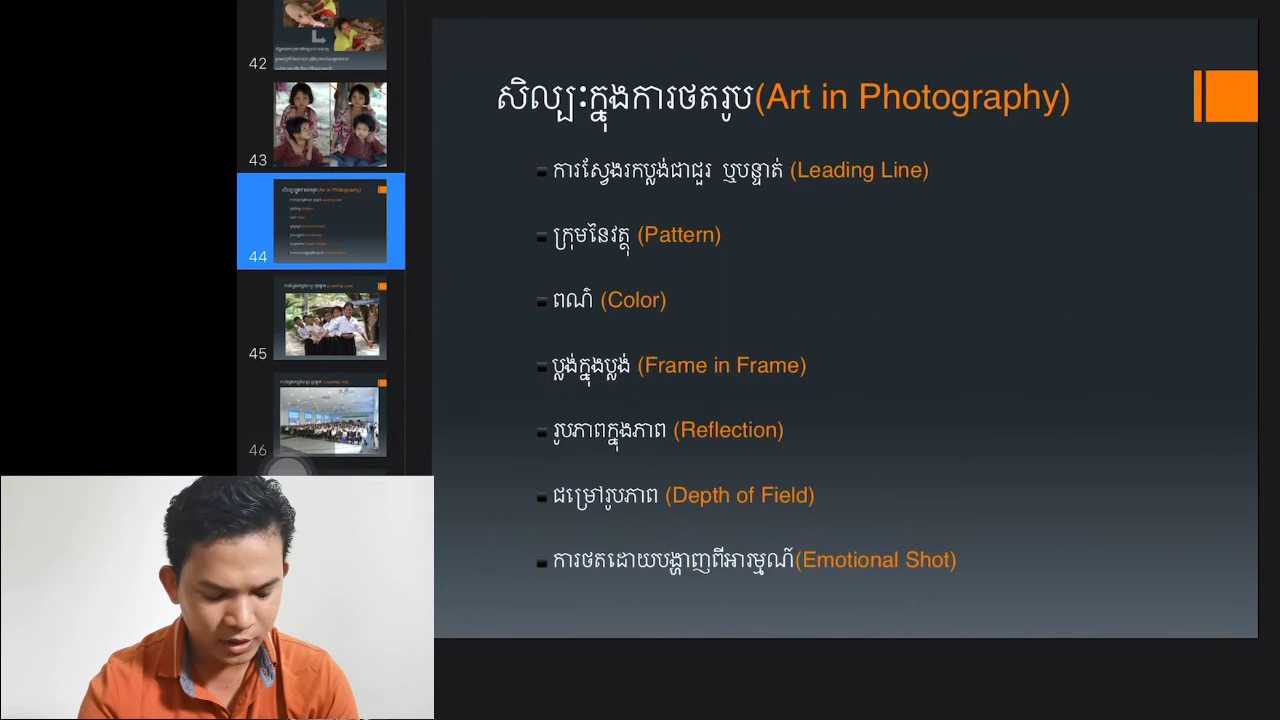 42
43
44
45
46
សិល្បះក្នុងការថតរូប(Art in Photography)
ការស្វែងរកប្លង់ជាជួរ ឬបន្ទាត់ (Leading Line)
ក្រុមនៃវត្ថុ (Pattern)
ពណ៌ (Color)
ប្លង់ក្នុងប្លង់ (Frame in Frame)
រូបភាពក្នុងភាព (Reflection)
ជម្រៅរូបភាព (Depth of Field)
ការថតដោយបង្ហាញពីអារម្មណ៍(Emotional Shot)